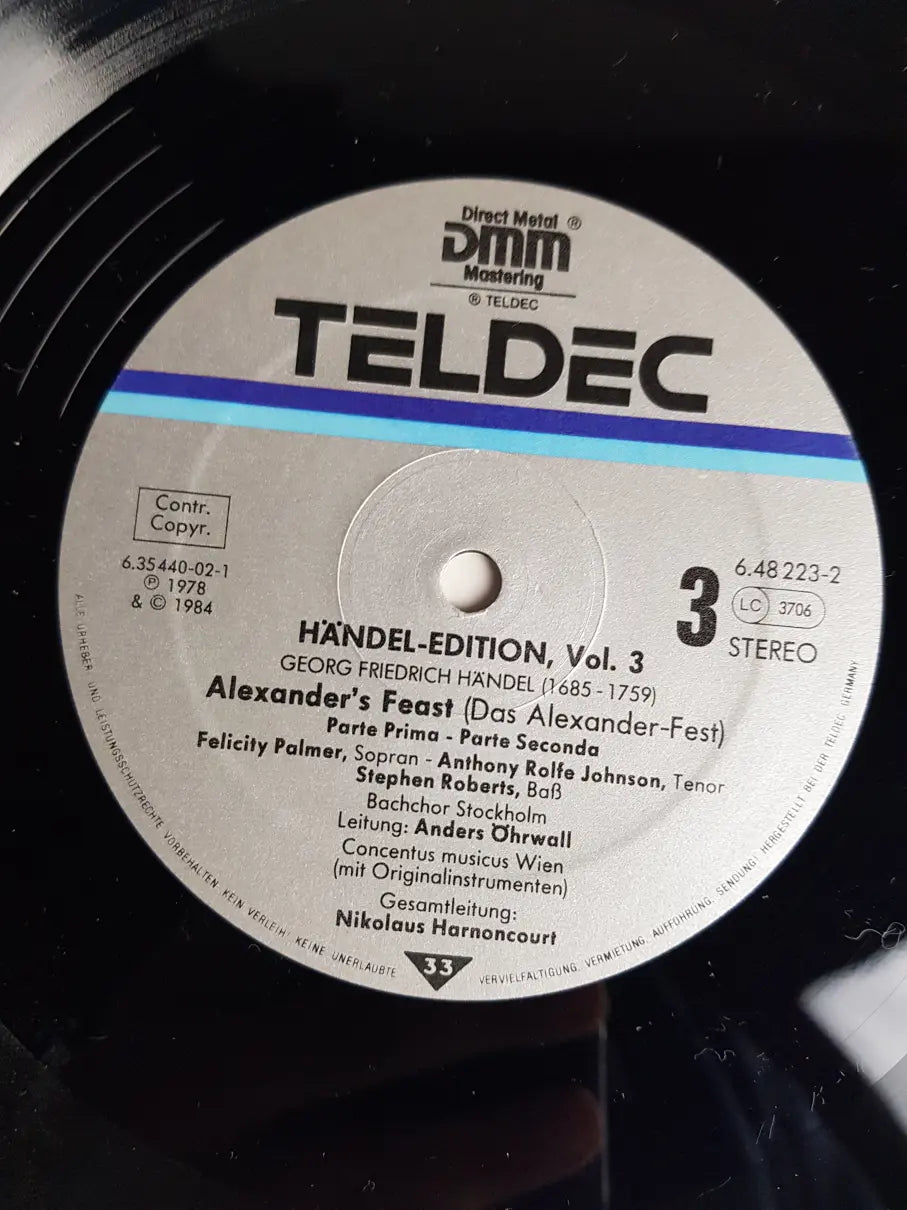 Direct Metal ®
DMM
Mastering
® TELDEC
TELDEC
Contr.
Copyr.
6.35440-02-1
℗ 1978
& © 1984
3
6.48223-2
LC 3706
STEREO
HÄNDEL-EDITION, Vol. 3
GEORG FRIEDRICH HÄNDEL (1685-1759)
Alexander's Feast (Das Alexander-Fest)
Parte Prima - Parte Seconda
Felicity Palmer, Sopran - Anthony Rolfe Johnson, Tenor
Stephen Roberts, Baß
Bachchor Stockholm
Leitung: Anders Öhrwall
Concentus musicus Wien
(mit Originalinstrumenten)
Gesamtleitung:
Nikolaus Harnoncourt
33
ALLE URHEBER- UND LEISTUNGSSCHUTZRECHTE VORBEHALTEN. KEIN VERLEIH! KEINE UNERLAUBTE VERVIELFÄLTIGUNG, VERMIETUNG, AUFFÜHRUNG, SENDUNG! HERGESTELLT BEI DER TELDEC GERMANY